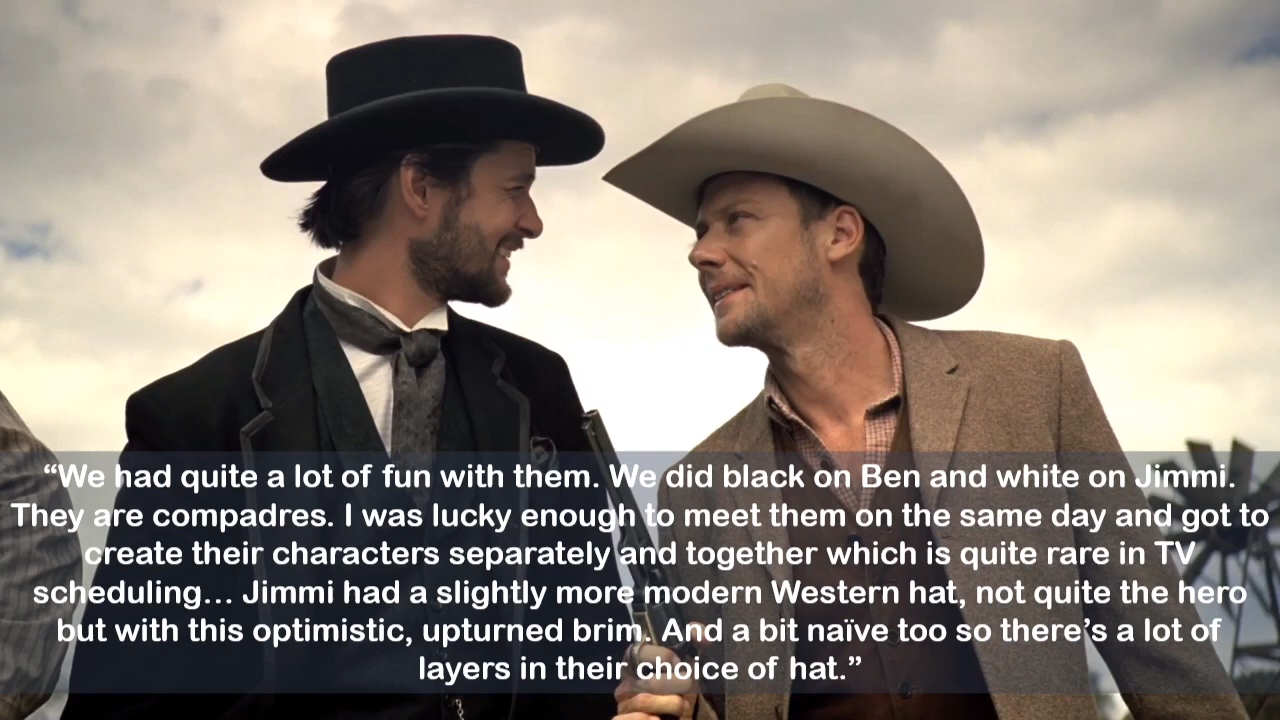 “We had quite a lot of fun with them. We did black on Ben and white on Jimmi.
They are compadres. I was lucky enough to meet them on the same day and got to
create their characters separately and together which is quite rare in TV
scheduling… Jimmi had a slightly more modern Western hat, not quite the hero
but with this optimistic, upturned brim. And a bit naïve too so there’s a lot of
layers in their choice of hat.”